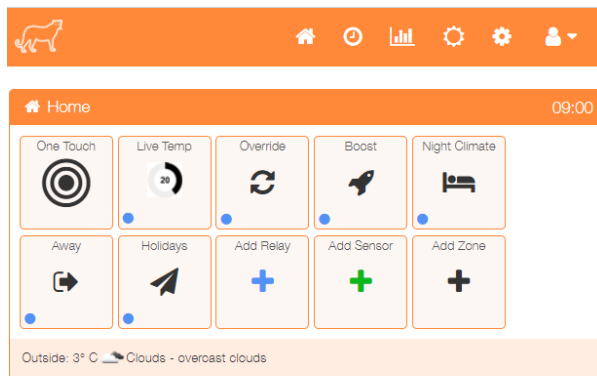 Home 09:00
One Touch Live Temp Override Boost Night Climate
20
Away Holidays Add Relay Add Sensor Add Zone
Outside: 3° C Clouds - overcast clouds